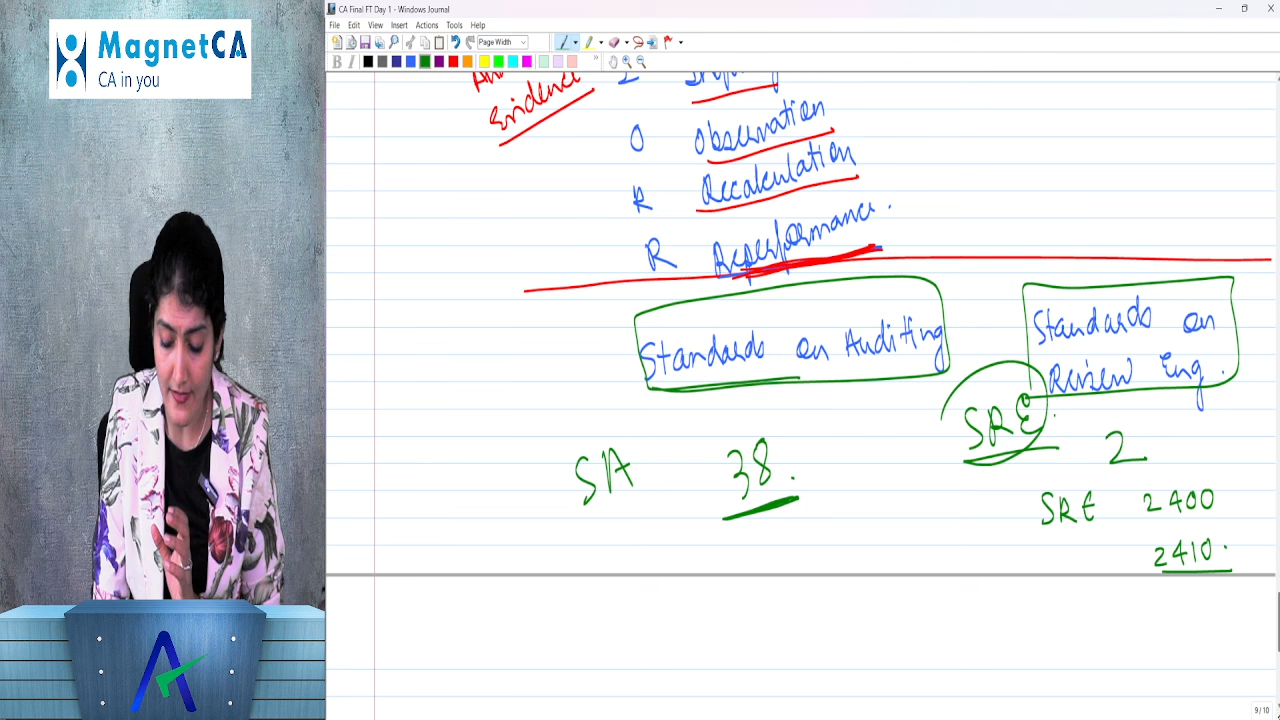 MagnetCA
CA in you
CA Final FT Day 1 - Windows Journal
File Edit View Insert Actions Tools Help
Page Width
B I
Evidence
O Observation
R Recalculation
R Reperformance.
Standards on Auditing
Standards on
Review Eng.
SRE.
SA 38.
2
SRE 2400
2410.
9/10